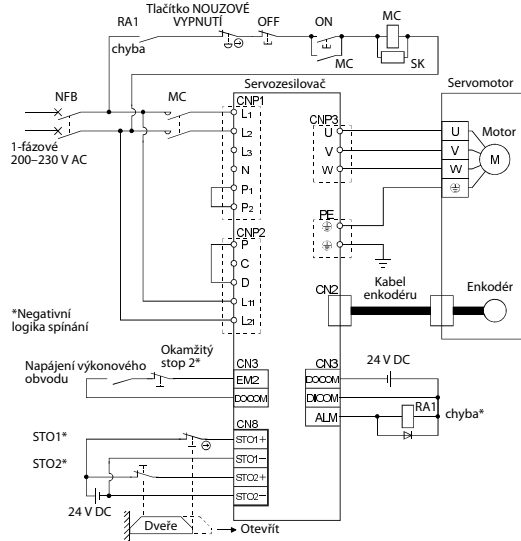 Tlačítko NOUZOVÉ
VYPNUTÍ
RA1
chyba
OFF
ON
MC
MC
SK
NFB
MC
1-fázové
200–230 V AC
Servozesilovač
Servomotor
CNP1
L1
L2
L3
N
P1
P2
CNP3
U
V
W
U
V
W
Motor
M
PE
CNP2
P
C
D
L11
L21
CN2
Kabel
enkodéru
Enkodér
*Negativní
logika spínání
Napájení výkonového
obvodu
Okamžitý
stop 2*
CN3
EM2
DOCOM
CN3
DOCOM
DICOM
ALM
24 V DC
RA1
chyba*
CN8
STO1+
STO1−
STO2+
STO2−
STO1*
STO2*
24 V DC
Dveře
Otevřít